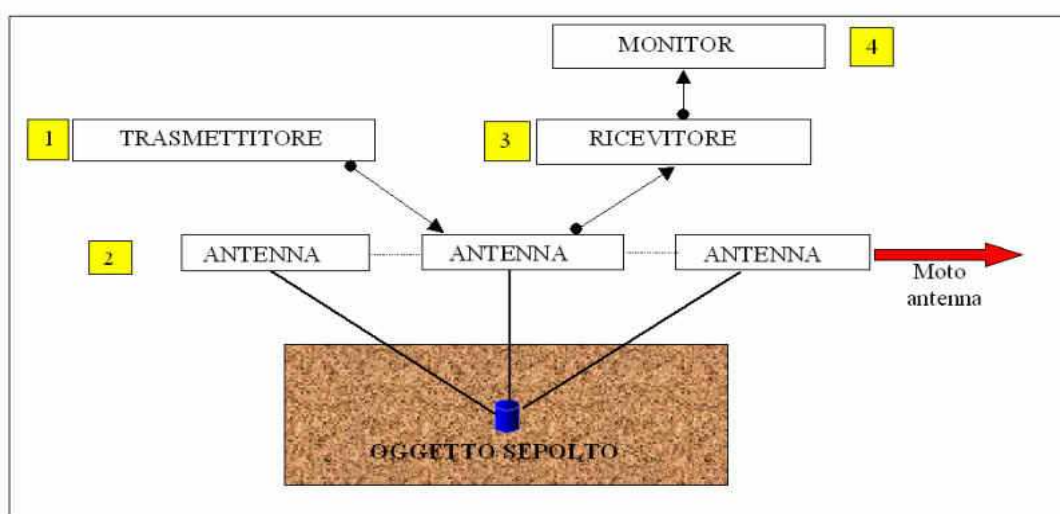 MONITOR
4
1
TRASMETTITORE
3
RICEVITORE
2
ANTENNA
ANTENNA
ANTENNA
Moto
antenna
OGGETTO SEPOLTO